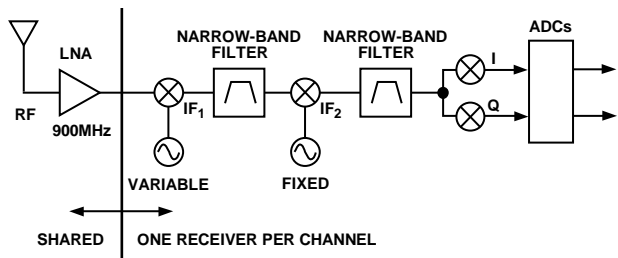 LNA
NARROW-BAND
FILTER
NARROW-BAND
FILTER
ADCs
RF
900MHz
IF1
IF2
I
Q
VARIABLE
FIXED
SHARED
ONE RECEIVER PER CHANNEL